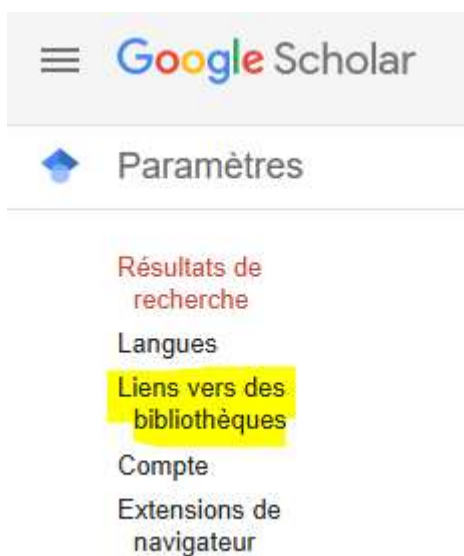 Google Scholar
Paramètres
Résultats de
recherche
Langues
Liens vers des
bibliothèques
Compte
Extensions de
navigateur